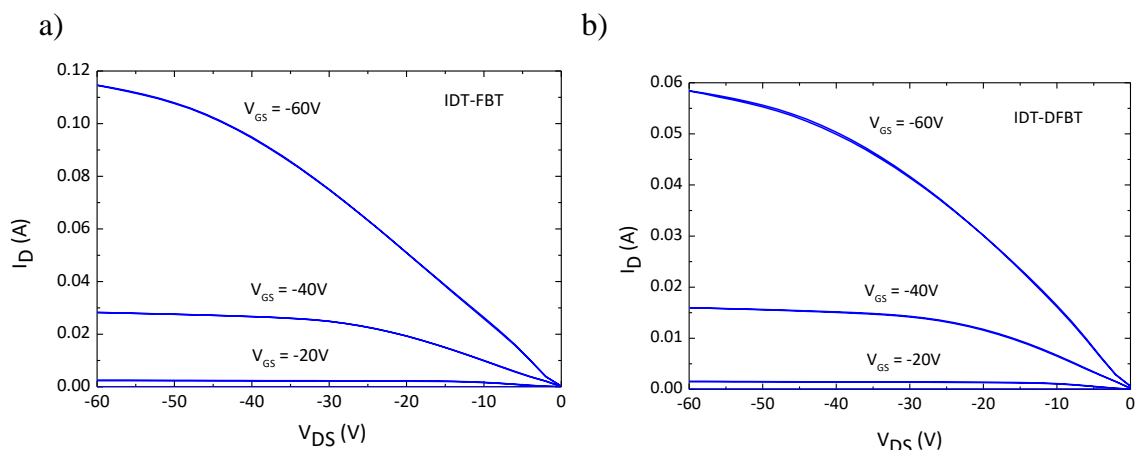 a)
0.12
0.10
0.08
0.06
0.04
0.02
0.00
I_D (A)
V_GS = -60V
IDT-FBT
V_GS = -40V
V_GS = -20V
-60 -50 -40 -30 -20 -10 0
V_DS (V)
b)
0.06
0.05
0.04
0.03
0.02
0.01
0.00
I_D (A)
V_GS = -60V
IDT-DFBT
V_GS = -40V
V_GS = -20V
-60 -50 -40 -30 -20 -10 0
V_DS (V)